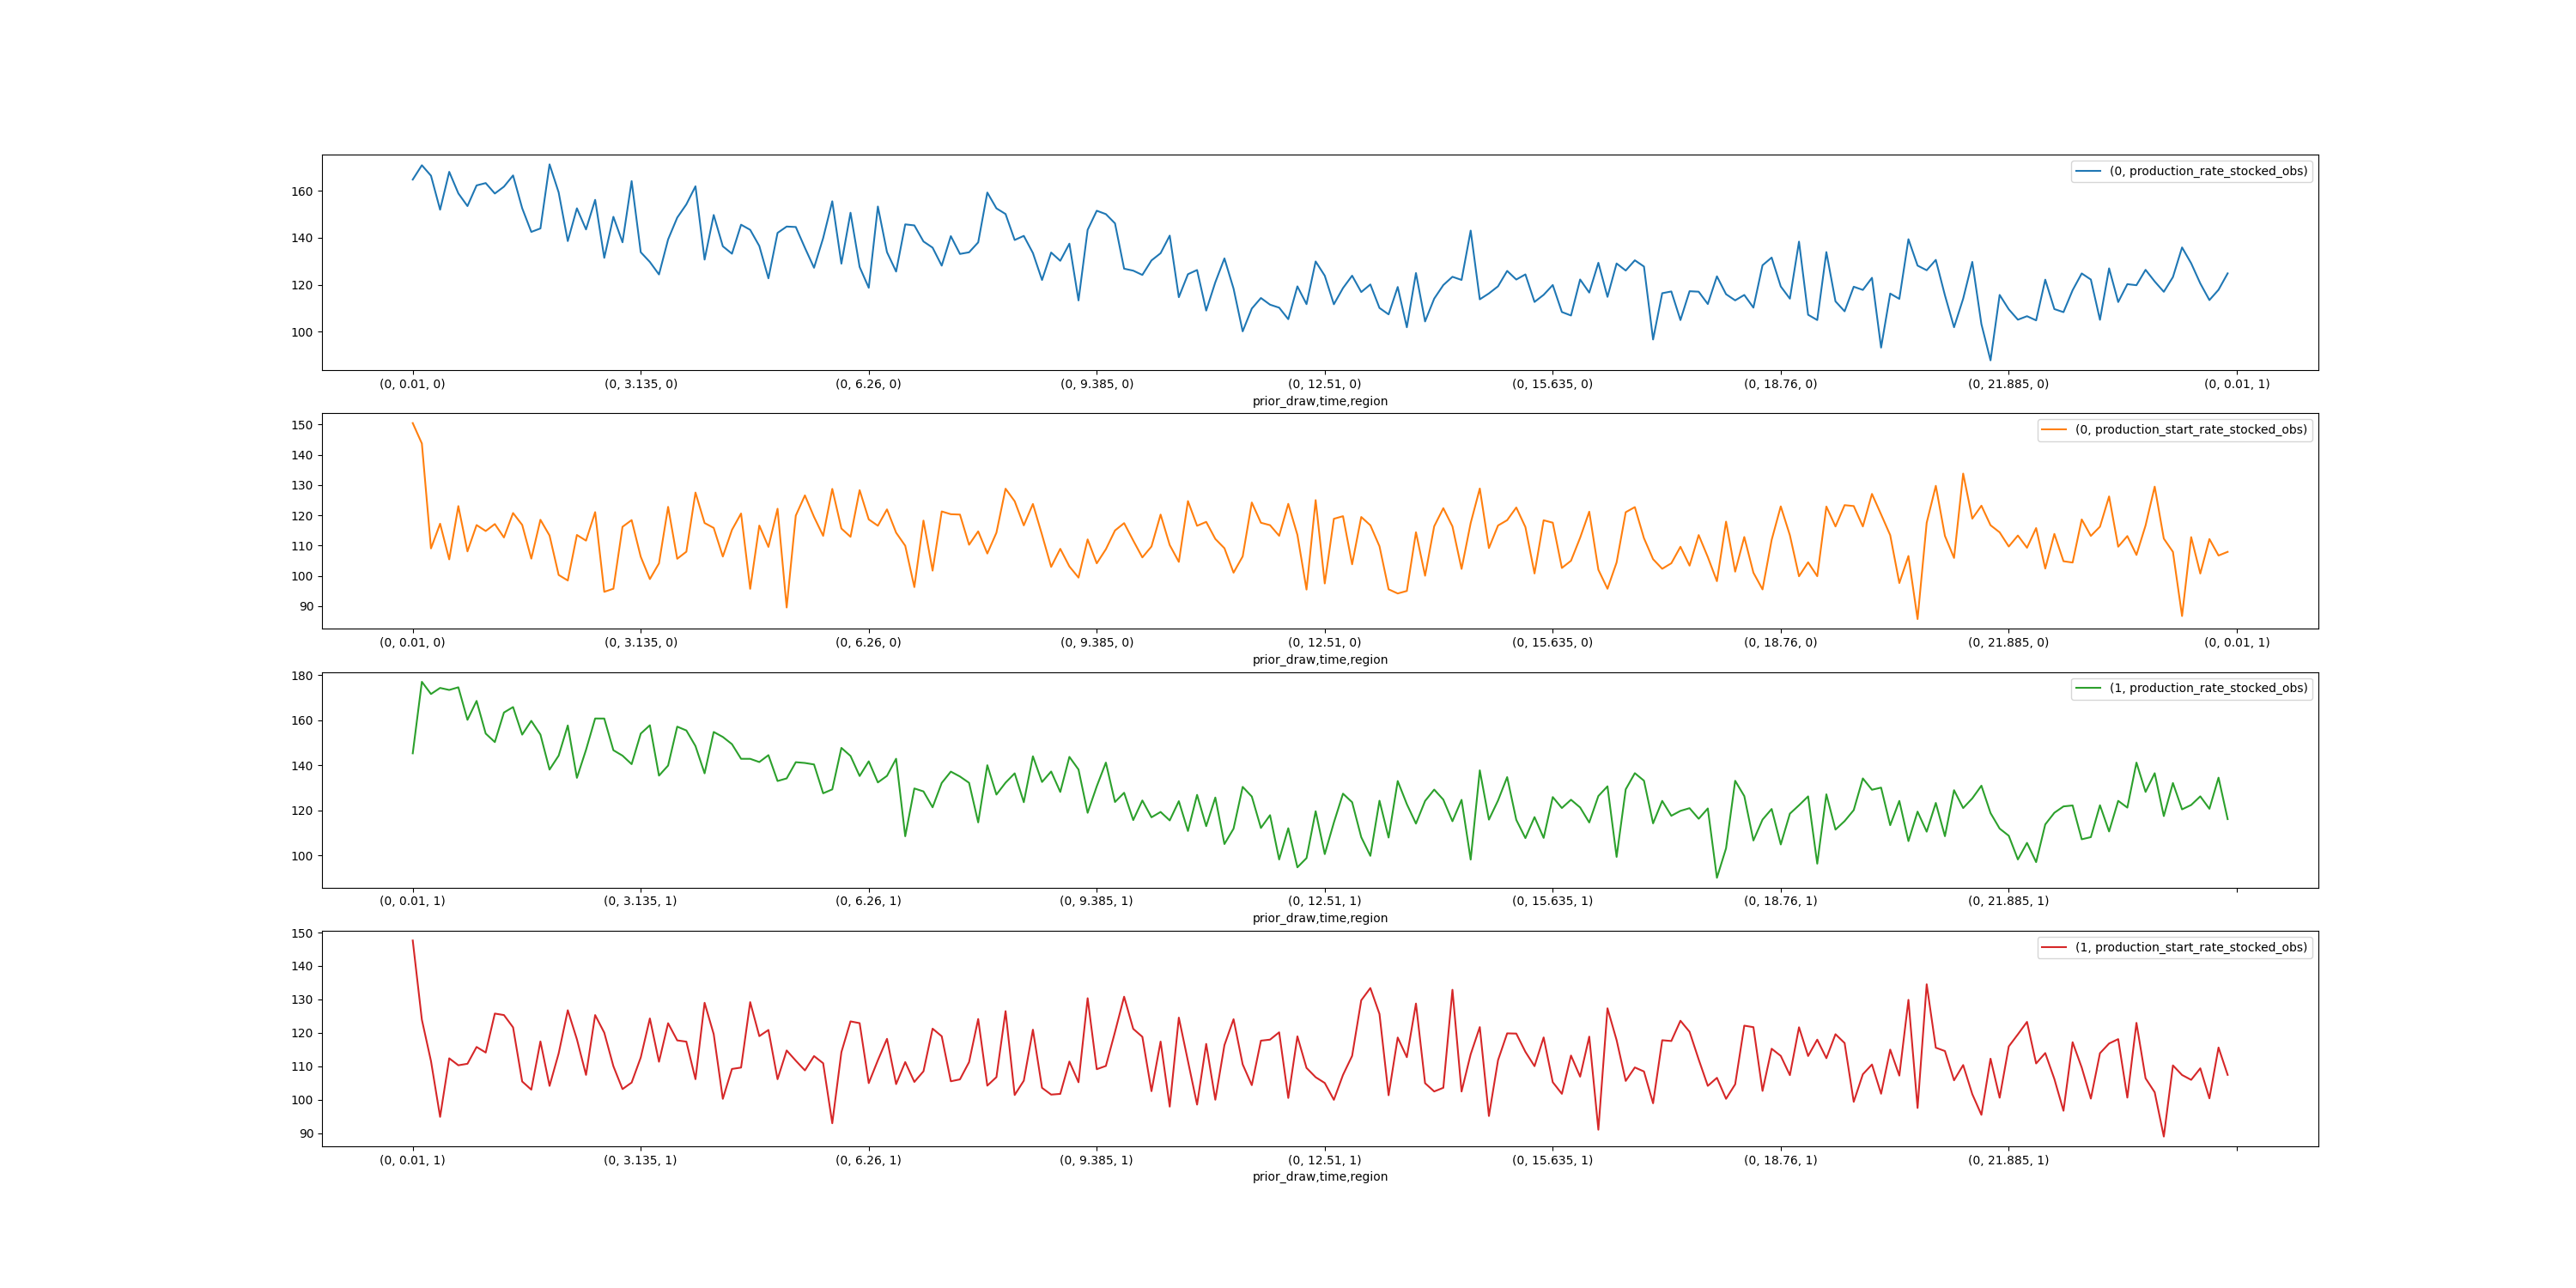 (0, production_rate_stocked_obs)
160
140
120
100
(0, 0.01, 0) (0, 3.135, 0) (0, 6.26, 0) (0, 9.385, 0) (0, 12.51, 0) (0, 15.635, 0) (0, 18.76, 0) (0, 21.885, 0) (0, 0.01, 1)
prior_draw,time,region
(0, production_start_rate_stocked_obs)
150
140
130
120
110
100
90
(0, 0.01, 0) (0, 3.135, 0) (0, 6.26, 0) (0, 9.385, 0) (0, 12.51, 0) (0, 15.635, 0) (0, 18.76, 0) (0, 21.885, 0) (0, 0.01, 1)
prior_draw,time,region
(1, production_rate_stocked_obs)
180
160
140
120
100
(0, 0.01, 1) (0, 3.135, 1) (0, 6.26, 1) (0, 9.385, 1) (0, 12.51, 1) (0, 15.635, 1) (0, 18.76, 1) (0, 21.885, 1)
prior_draw,time,region
(1, production_start_rate_stocked_obs)
150
140
130
120
110
100
90
(0, 0.01, 1) (0, 3.135, 1) (0, 6.26, 1) (0, 9.385, 1) (0, 12.51, 1) (0, 15.635, 1) (0, 18.76, 1) (0, 21.885, 1)
prior_draw,time,region